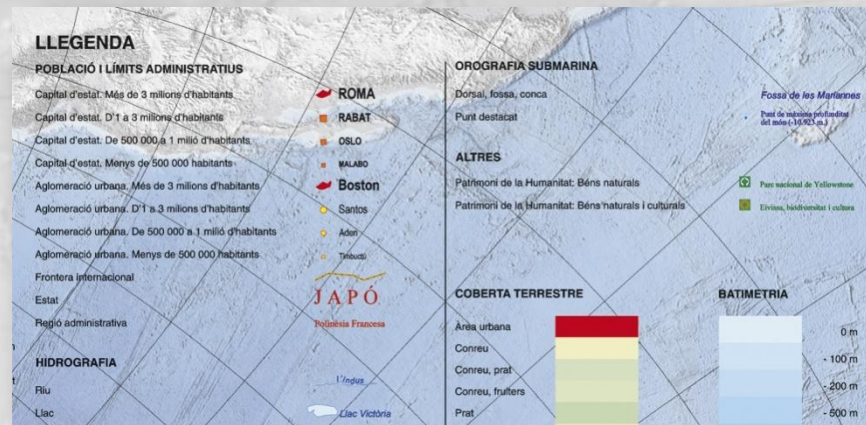 LLEGENDA
POBLACIÓ I LÍMITS ADMINISTRATIUS
Capital d'estat. Més de 3 milions d'habitants ROMA
Capital d'estat. D'1 a 3 milions d'habitants RABAT
Capital d'estat. De 500 000 a 1 milió d'habitants OSLO
Capital d'estat. Menys de 500 000 habitants MALABO
Aglomeració urbana. Més de 3 milions d'habitants Boston
Aglomeració urbana. D'1 a 3 milions d'habitants Santos
Aglomeració urbana. De 500 000 a 1 milió d'habitants Aden
Aglomeració urbana. Menys de 500 000 habitants Timbuctú
Frontera internacional
Estat JAPÓ
Regió administrativa Polinèsia Francesa
HIDROGRAFIA
Riu L'Indus
Llac Llac Victòria
OROGRAFIA SUBMARINA
Dorsal, fossa, conca Fossa de les Mariannes
Punt destacat Punt de màxima profunditat
del món (-10.923 m.)
ALTRES
Patrimoni de la Humanitat: Béns naturals Parc nacional de Yellowstone
Patrimoni de la Humanitat: Béns naturals i culturals Eivissa, biodiversitat i cultura
COBERTA TERRESTRE
Àrea urbana
Conreu
Conreu, prat
Conreu, fruiters
Prat
BATIMETRIA
0 m
- 100 m
- 200 m
- 500 m